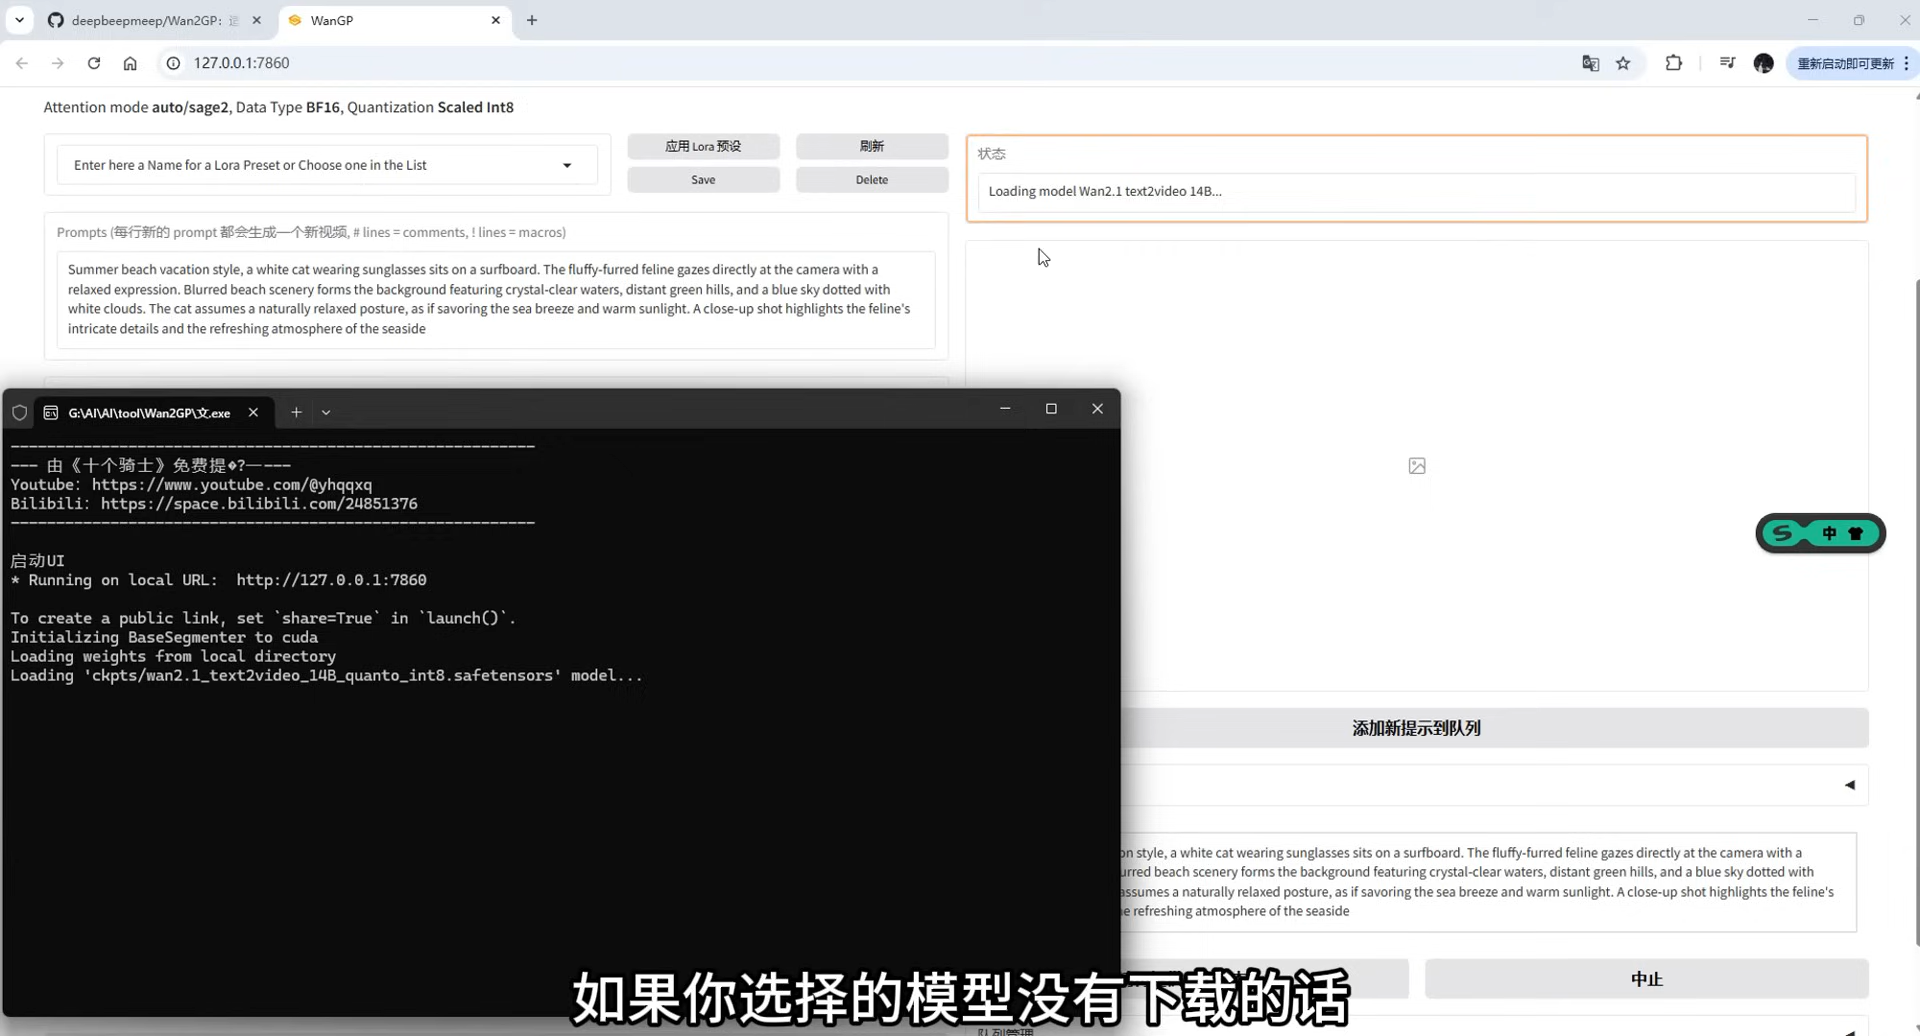 deepbeepmeep/Wan2GP:
WanGP
127.0.0.1:7860
重新启动即可更新
Attention mode auto/sage2, Data Type BF16, Quantization Scaled Int8
Enter here a Name for a Lora Preset or Choose one in the List
应用 Lora 预设
刷新
Save
Delete
状态
Loading model Wan2.1 text2video 14B...
Prompts (每行新的 prompt 都会生成一个新视频, # lines = comments, ! lines = macros)
Summer beach vacation style, a white cat wearing sunglasses sits on a surfboard. The fluffy-furred feline gazes directly at the camera with a
relaxed expression. Blurred beach scenery forms the background featuring crystal-clear waters, distant green hills, and a blue sky dotted with
white clouds. The cat assumes a naturally relaxed posture, as if savoring the sea breeze and warm sunlight. A close-up shot highlights the feline's
intricate details and the refreshing atmosphere of the seaside
G:\AI\AI\tool\Wan2GP\文.exe
--- 由《十个骑士》免费提�?—---
Youtube: https://www.youtube.com/@yhqqxq
Bilibili: https://space.bilibili.com/24851376
启动UI
* Running on local URL:  http://127.0.0.1:7860
To create a public link, set `share=True` in `launch()`.
Initializing BaseSegmenter to cuda
Loading weights from local directory
Loading 'ckpts/wan2.1_text2video_14B_quanto_int8.safetensors' model...
中
添加新提示到队列
on style, a white cat wearing sunglasses sits on a surfboard. The fluffy-furred feline gazes directly at the camera with a
urred beach scenery forms the background featuring crystal-clear waters, distant green hills, and a blue sky dotted with
assumes a naturally relaxed posture, as if savoring the sea breeze and warm sunlight. A close-up shot highlights the feline's
e refreshing atmosphere of the seaside
中止
如果你选择的模型没有下载的话
队列管理